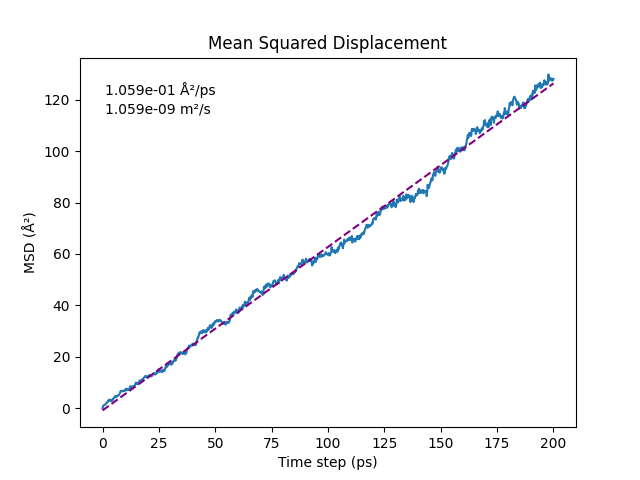 Mean Squared Displacement
1.059e-01 Å²/ps
1.059e-09 m²/s
MSD (Å²)
120
100
80
60
40
20
0
0 25 50 75 100 125 150 175 200
Time step (ps)